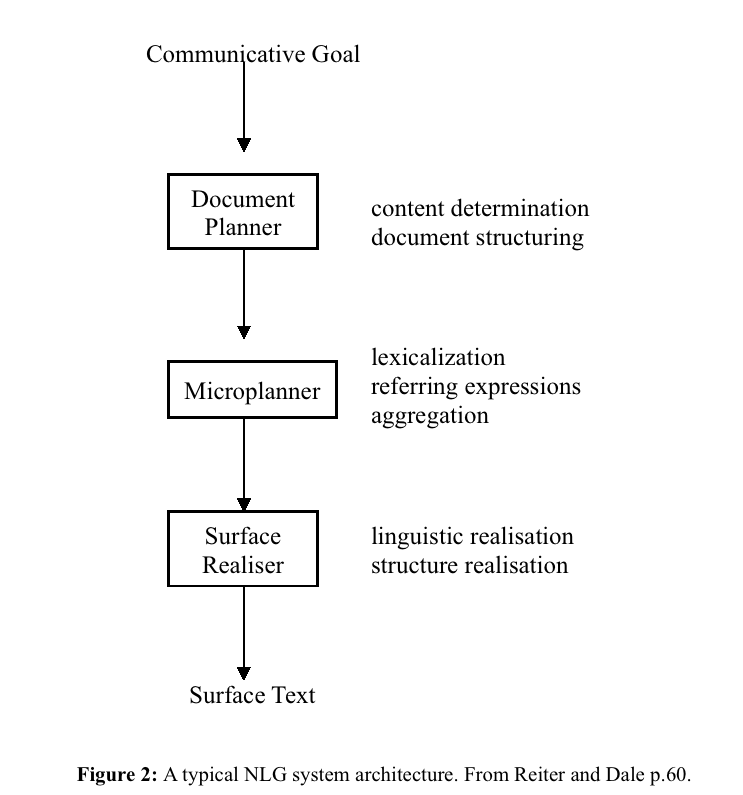 Communicative Goal
Document
Planner
content determination
document structuring
Microplanner
lexicalization
referring expressions
aggregation
Surface
Realiser
linguistic realisation
structure realisation
Surface Text
Figure 2: A typical NLG system architecture. From Reiter and Dale p.60.